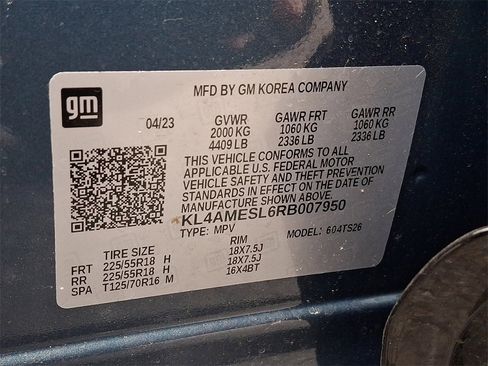 gm
MFD BY GM KOREA COMPANY
04/23 GVWR GAWR FRT GAWR RR
2000 KG 1060 KG 1060 KG
4409 LB 2336 LB 2336 LB
THIS VEHICLE CONFORMS TO ALL
APPLICABLE U.S. FEDERAL MOTOR
VEHICLE SAFETY AND THEFT PREVENTION
STANDARDS IN EFFECT ON THE DATE OF
MANUFACTURE SHOWN ABOVE.
KL4AMESL6RB007950
TYPE: MPV MODEL: 604TS26
TIRE SIZE RIM
FRT 225/55R18 H 18X7.5J
RR 225/55R18 H 18X7.5J
SPA T125/70R16 M 16X4BT